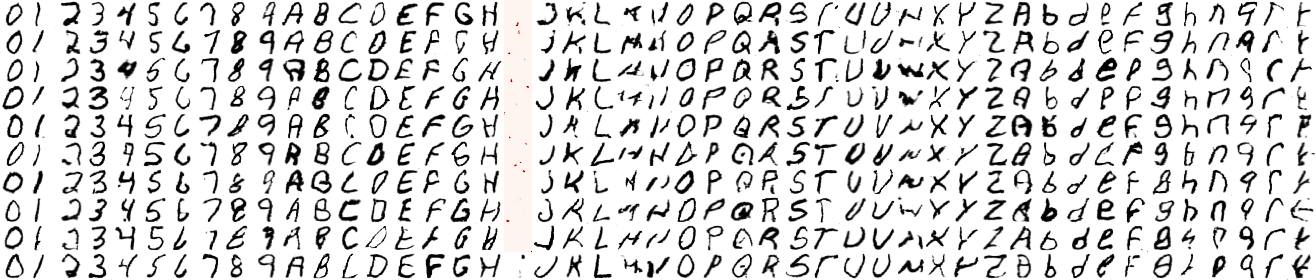 0 1 2 3 4 5 6 7 8 9 A B C D E F G H J K L M N O P Q R S T U V W X Y Z A b d e F g h n q r t
0 1 2 3 4 5 6 7 8 9 A B C D E F G H J K L M N O P Q R S T U V W X Y Z A b d e F g h n q r t
0 1 2 3 4 5 6 7 8 9 A B C D E F G H J K L M N O P Q R S T U V W X Y Z a b d e f g h n q r t
0 1 2 3 4 5 6 7 8 9 A B C D E F G H J K L M N O P Q R S T U V W X Y Z a b d e f g h n q r t
0 1 2 3 4 5 6 7 8 9 A B C D E F G H J K L M N O P Q R S T U V W X Y Z a b d e F g h n q r t
0 1 2 3 4 5 6 7 8 9 A B C D E F G H J K L M N O P Q R S T U V W X Y Z a b d e F g h n q r t
0 1 2 3 4 5 6 7 8 9 A B C D E F G H J K L M N O P Q R S T U V W X Y Z A b d e f g h n q r t
0 1 2 3 4 5 6 7 8 9 A B C D E F G H J K L M N O P Q R S T U V W X Y Z A b d e F g h n q r t
0 1 2 3 4 5 6 7 8 9 A B C D E F G H J K L M N O P Q R S T U V W X Y Z A b d e F g h n q r t
0 1 2 3 4 5 6 7 8 9 A B C D E F G H J K L M N O P Q R S T U V W X Y Z A b d e F g h n q r t